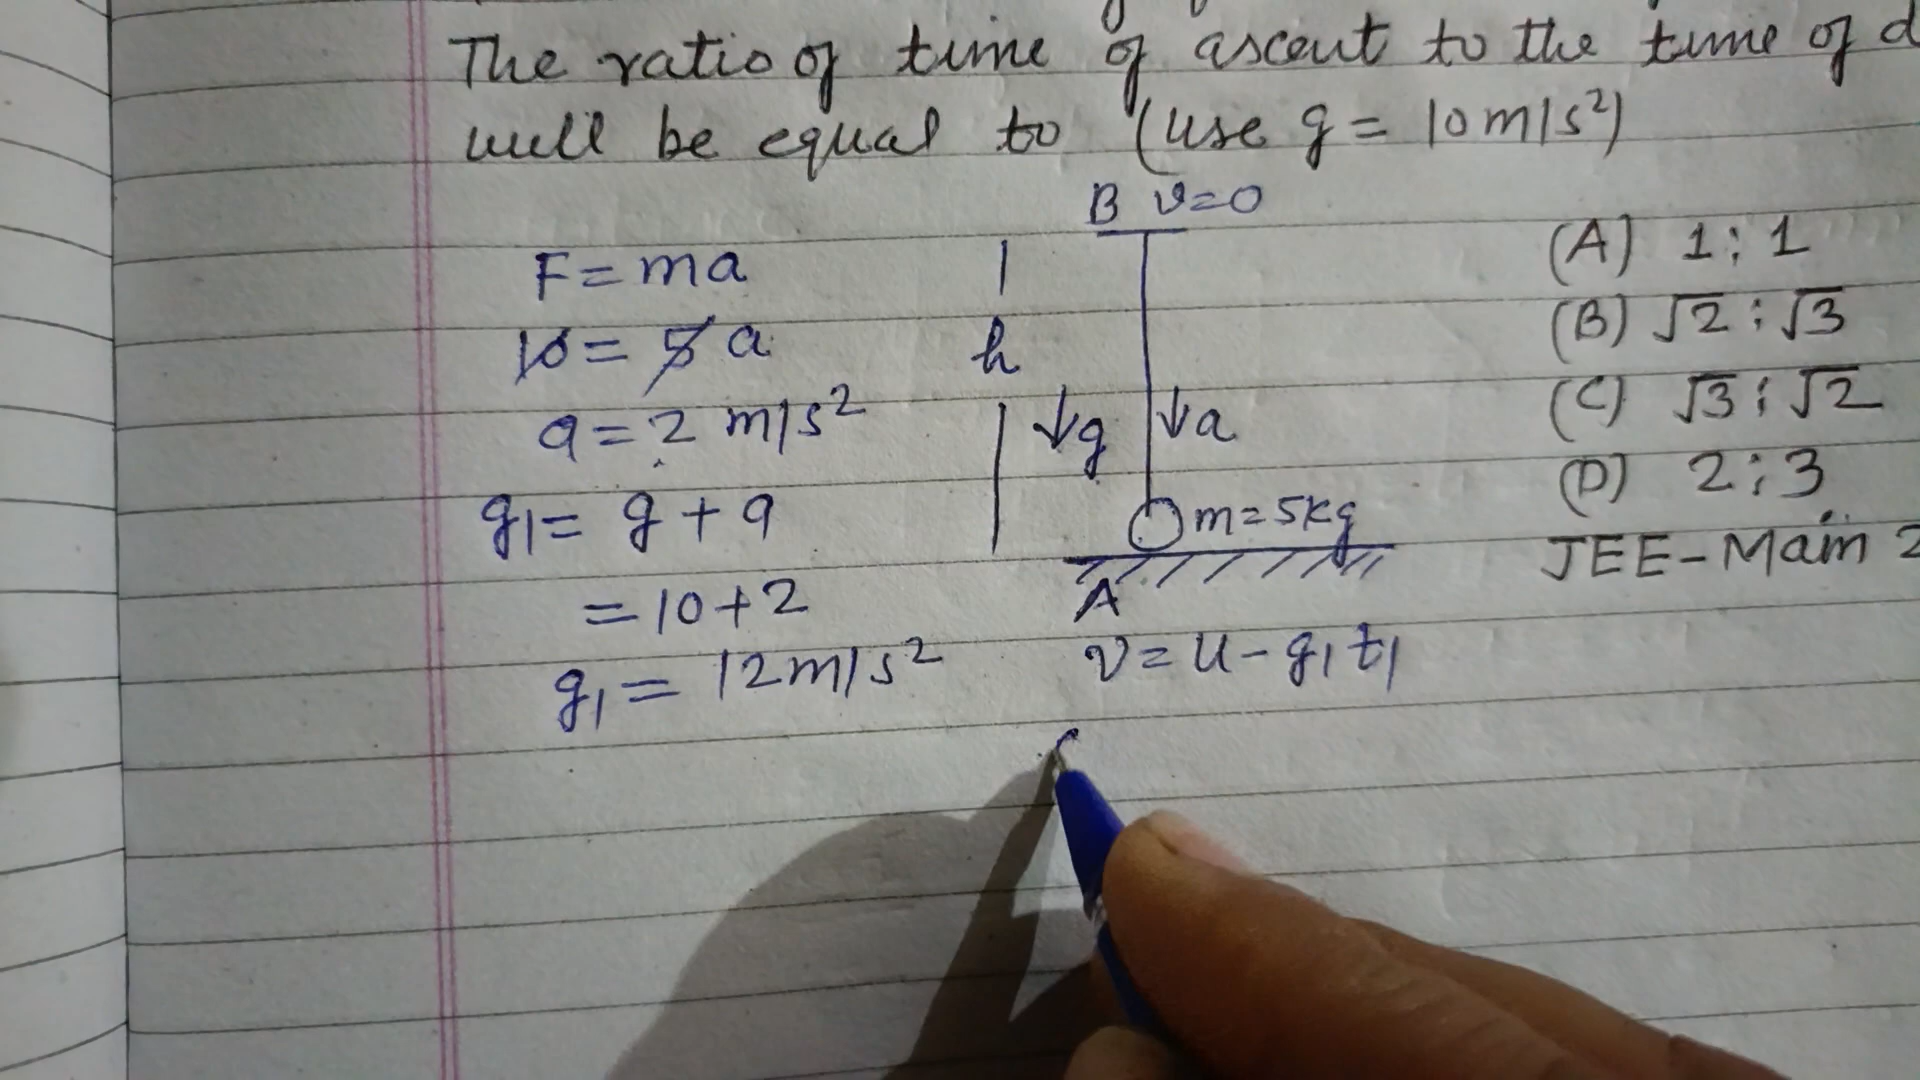 The ratio of time of ascent to the time of d
will be equal to (use g = 10 m/s²)
B v=0
F = ma
10 = 5 a
a = 2 m/s²
g₁ = g + a
= 10 + 2
g₁ = 12 m/s²
h
↓g
↓a
m = 5kg
A
v = u - g₁t₁
(A) 1 : 1
(B) √2 : √3
(C) √3 : √2
(D) 2 : 3
JEE-Main 2